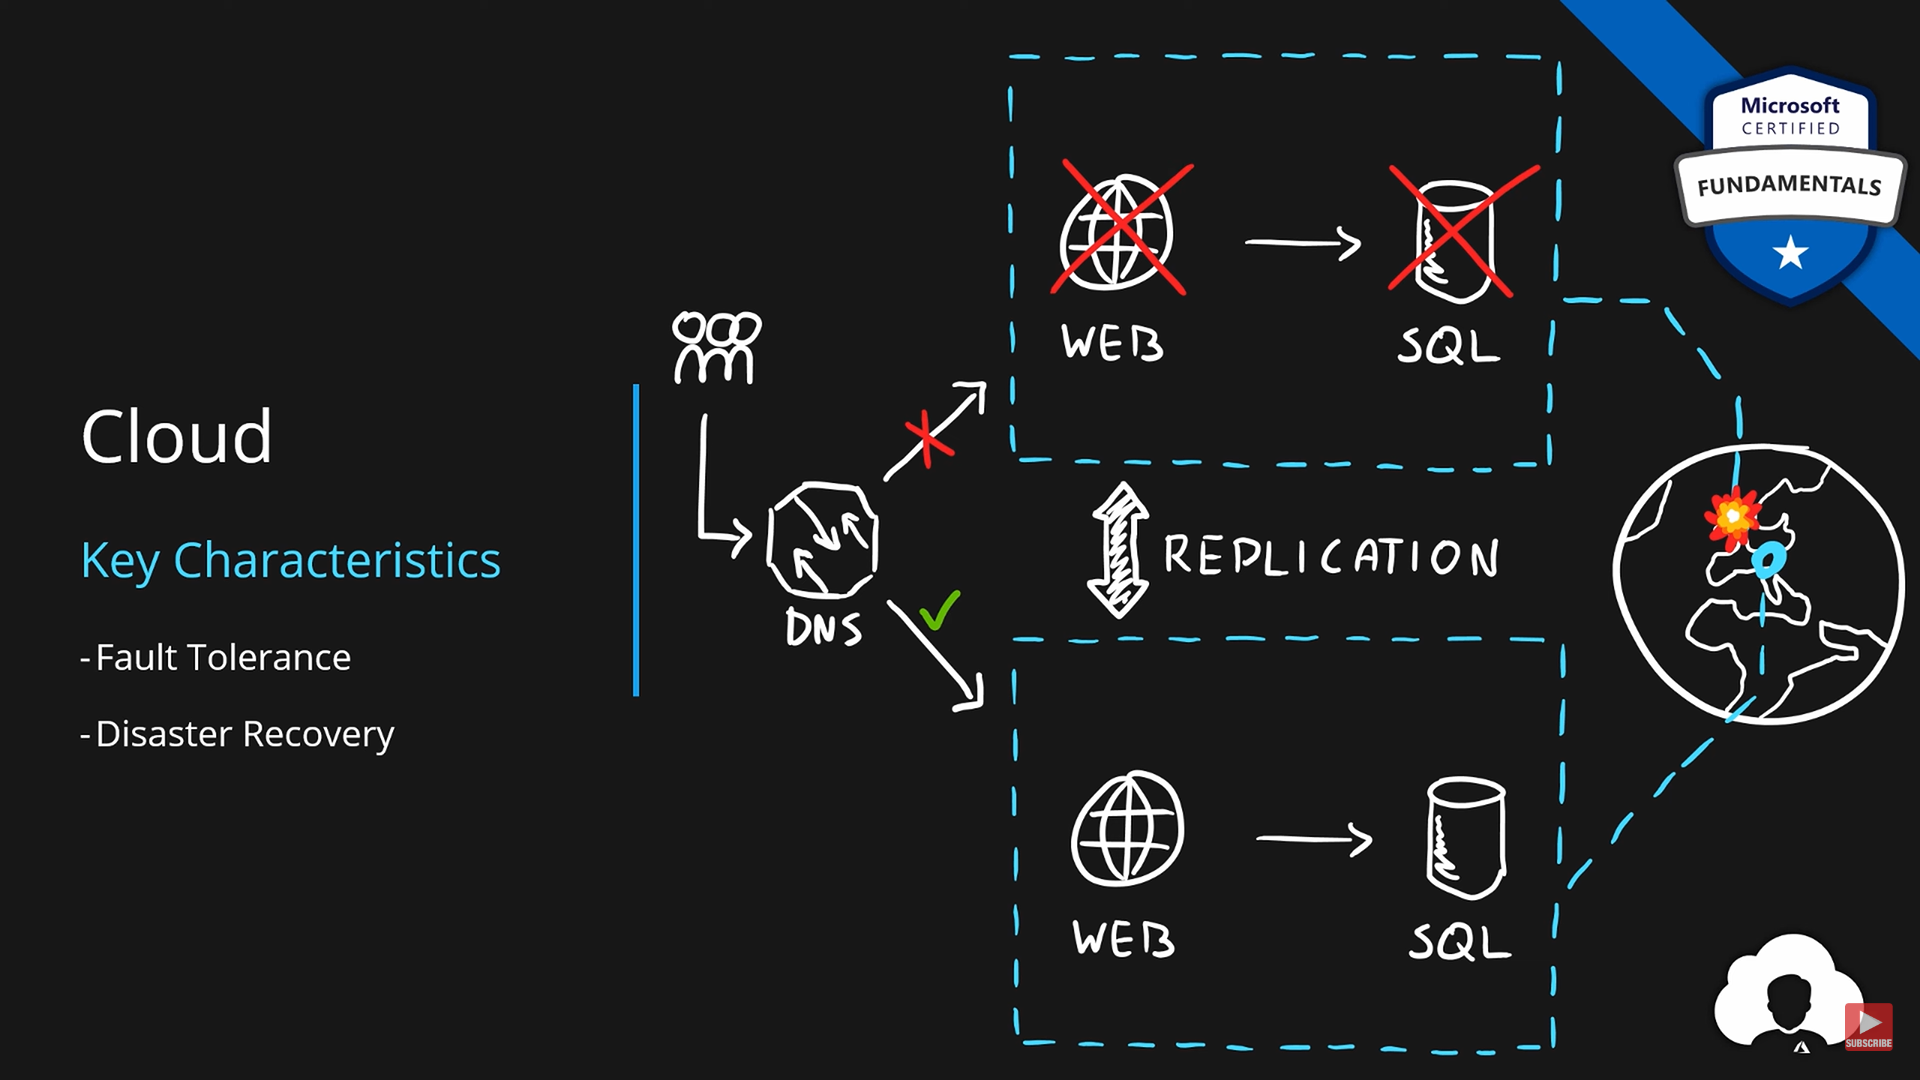 Cloud
Key Characteristics
-Fault Tolerance
-Disaster Recovery
DNS
WEB
SQL
REPLICATION
WEB
SQL
Microsoft
CERTIFIED
FUNDAMENTALS
SUBSCRIBE